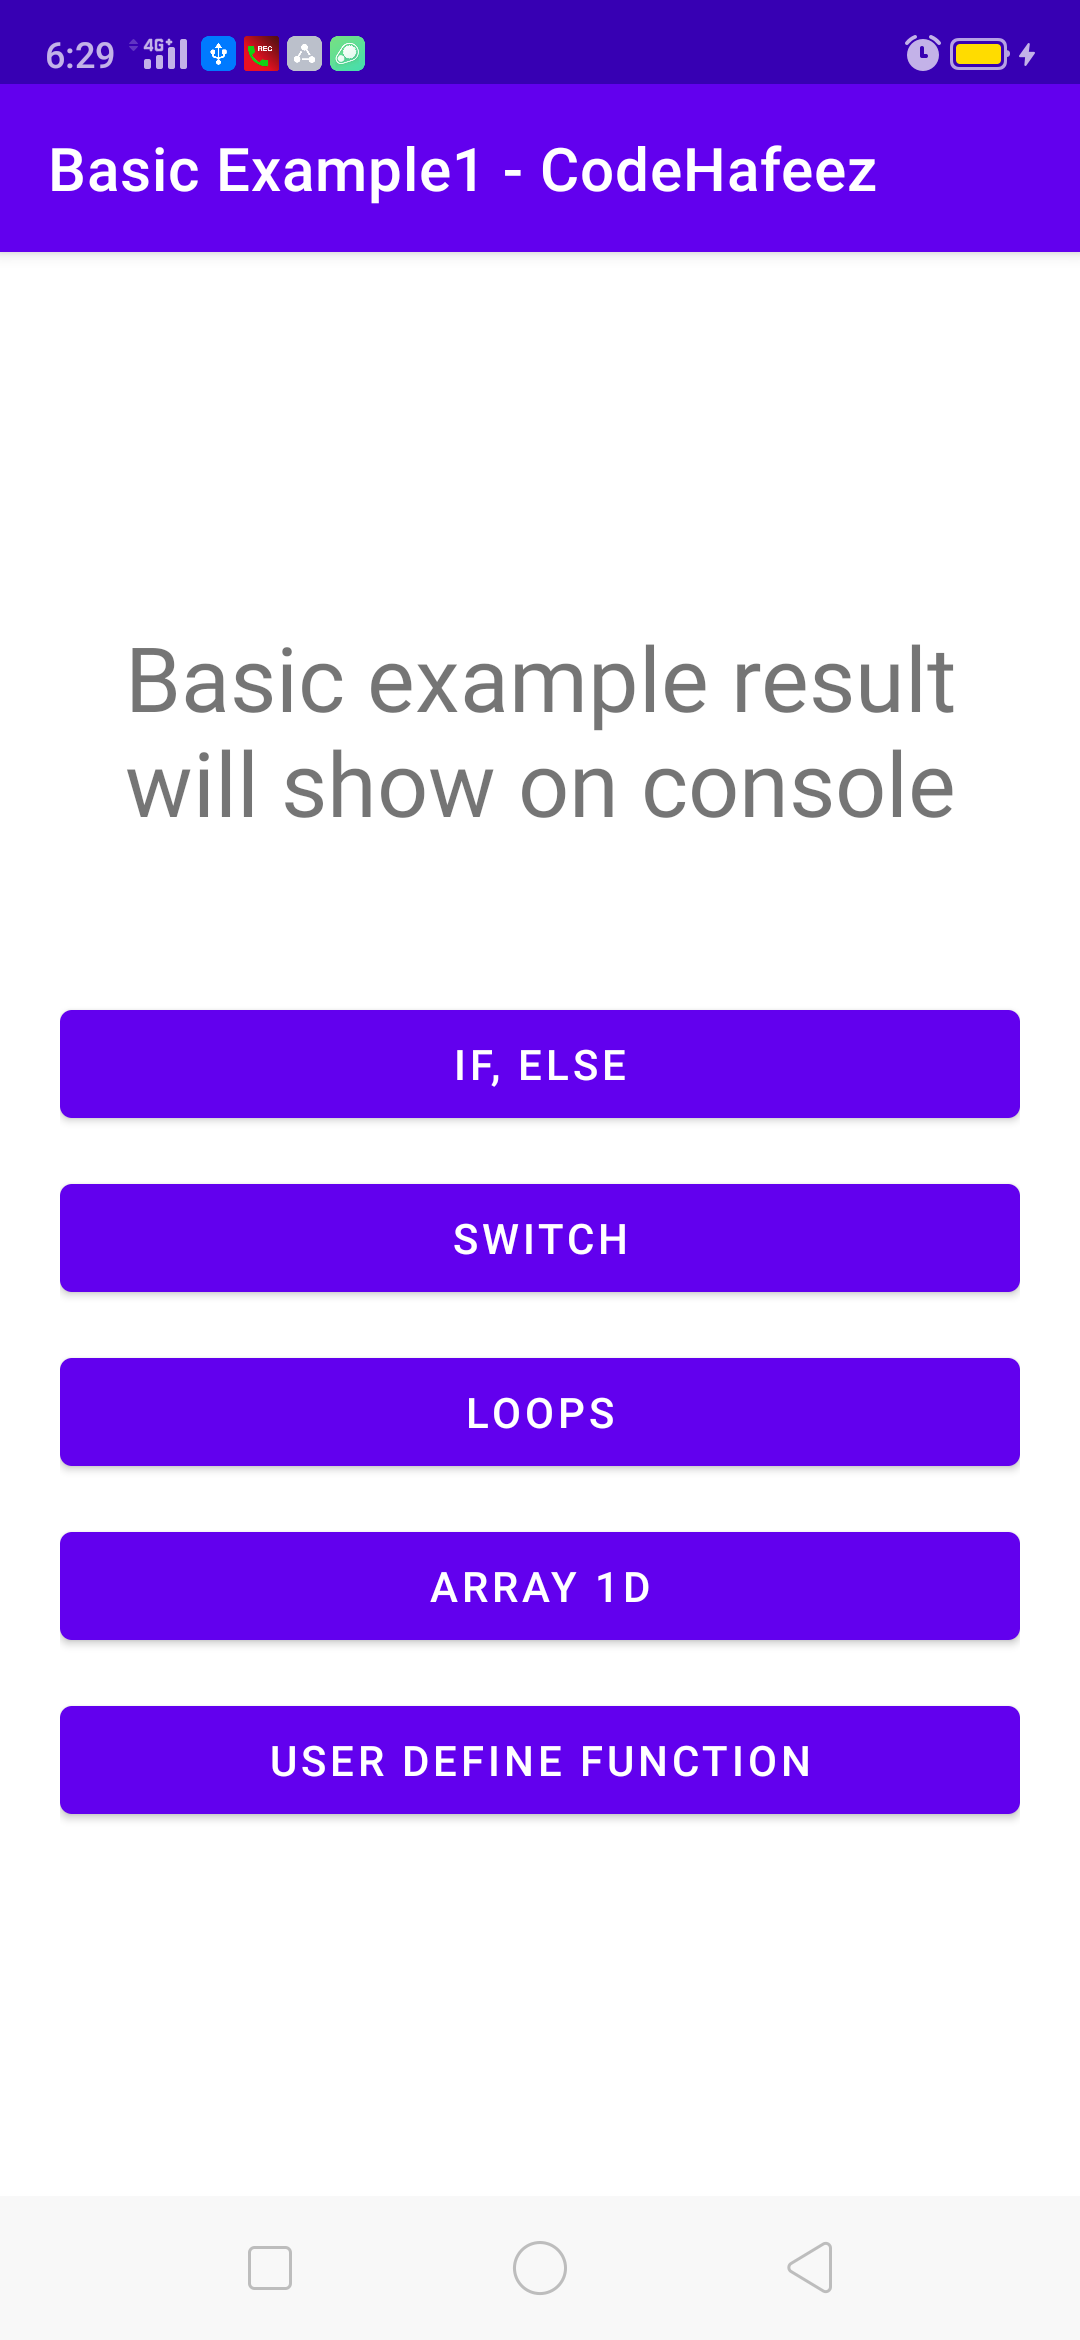 6:29 4G+ REC
Basic Example1 - CodeHafeez
Basic example result
will show on console
IF, ELSE
SWITCH
LOOPS
ARRAY 1D
USER DEFINE FUNCTION